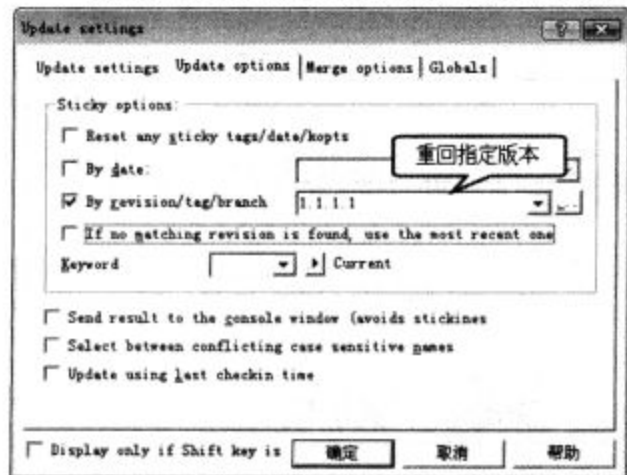 Update settings
Update settings Update options Merge options Globals
Sticky options:
Reset any sticky tags/date/kopts
By date:
重回指定版本
By revision/tag/branch 1.1.1.1 ...
If no matching revision is found, use the most recent one
Keyword Current
Send result to the console window (avoids stickines
Select between conflicting case sensitive names
Update using last checkin time
Display only if Shift key is 确定 取消 帮助